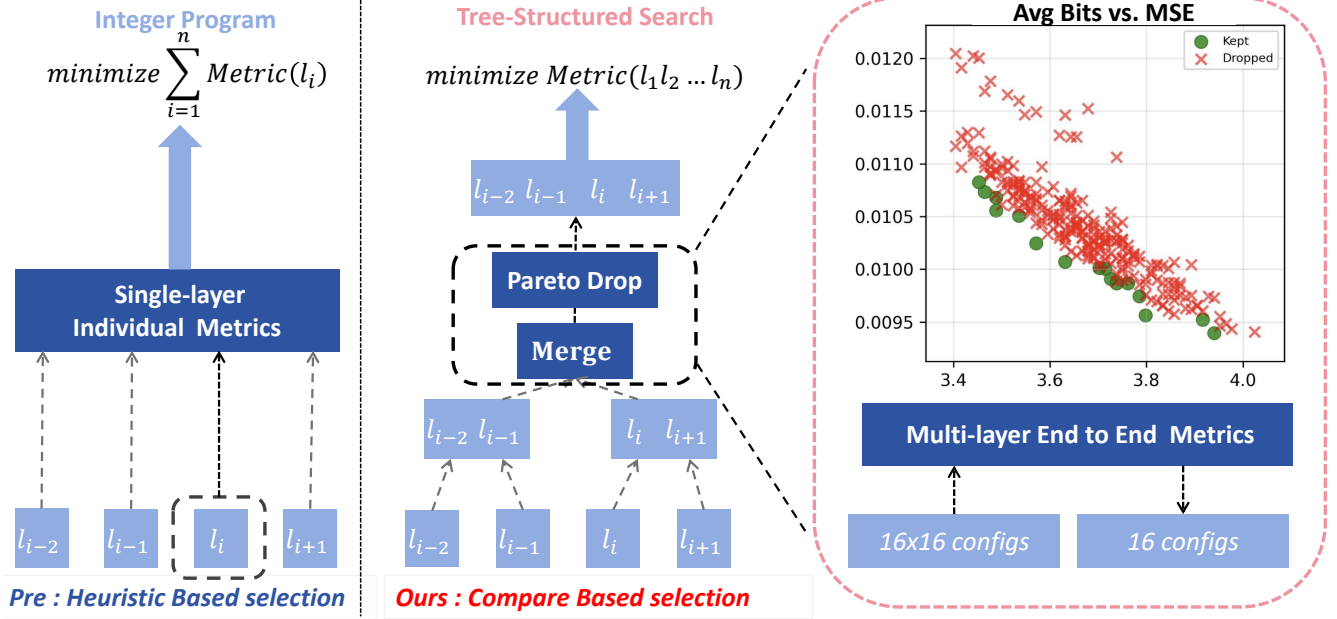 Integer Program
minimize \sum_{i=1}^{n} Metric(l_i)
Single-layer
Individual Metrics
l_{i-2} l_{i-1} l_i l_{i+1}
Pre : Heuristic Based selection
Tree-Structured Search
minimize Metric(l_1 l_2 ... l_n)
l_{i-2} l_{i-1} l_i l_{i+1}
Pareto Drop
Merge
l_{i-2} l_{i-1} l_i l_{i+1}
l_{i-2} l_{i-1} l_i l_{i+1}
Ours : Compare Based selection
Avg Bits vs. MSE
Kept
Dropped
0.0120
0.0115
0.0110
0.0105
0.0100
0.0095
3.4 3.6 3.8 4.0
Multi-layer End to End Metrics
16x16 configs
16 configs